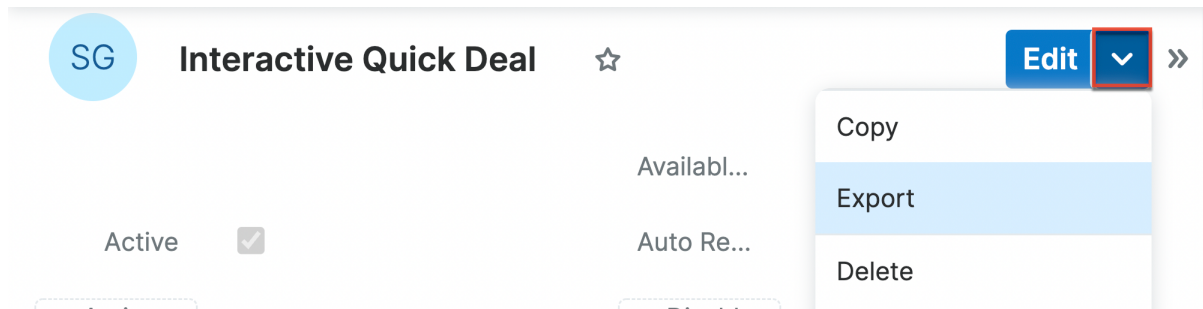 SG Interactive Quick Deal Edit
Copy
Availabl...
Export
Active Auto Re...
Delete